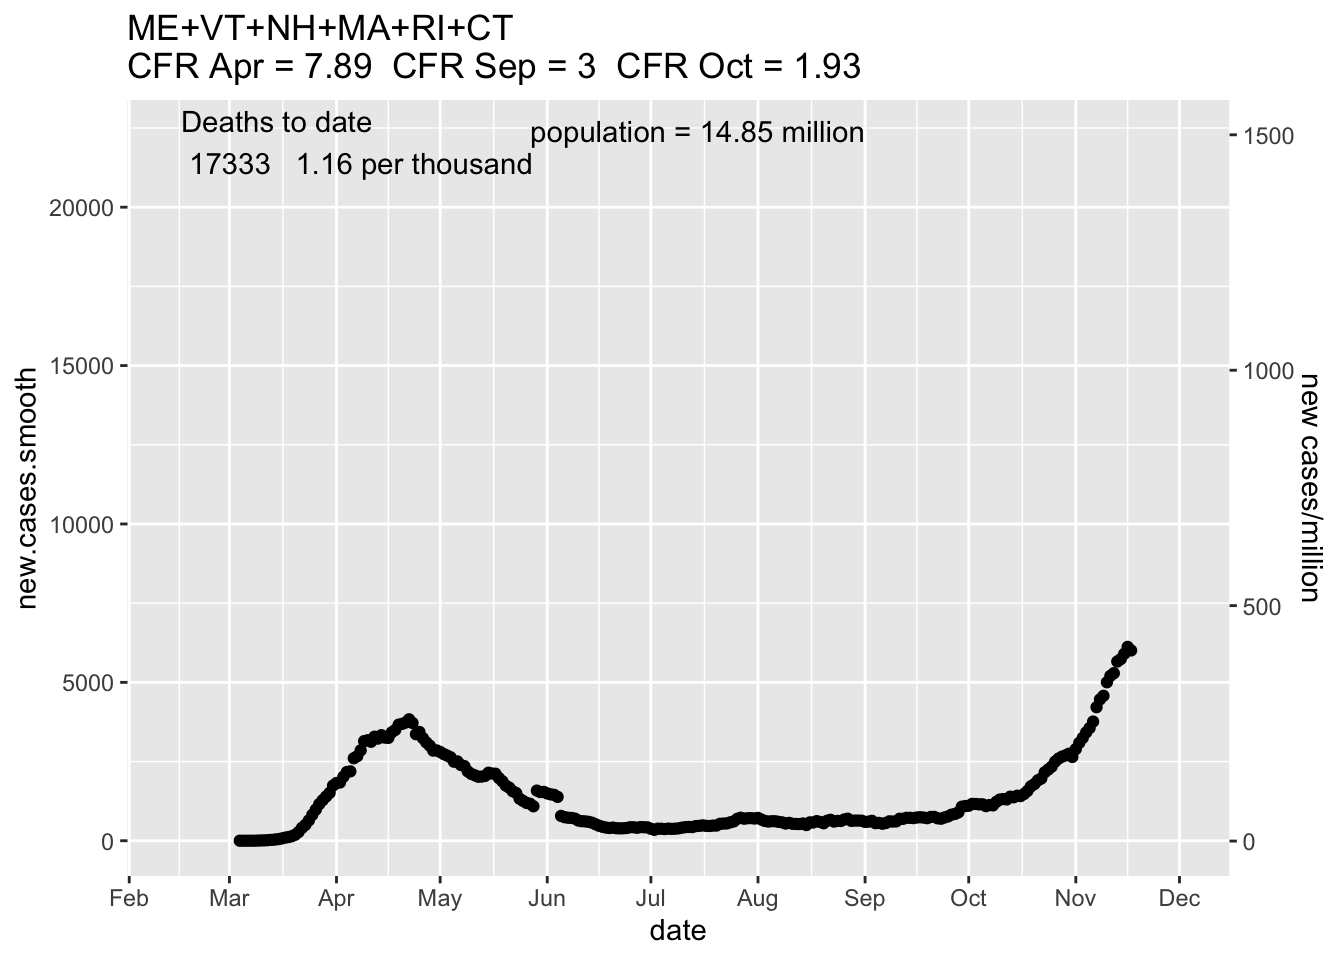 ME+VT+NH+MA+RI+CT
CFR Apr = 7.89  CFR Sep = 3  CFR Oct = 1.93
Deaths to date
population = 14.85 million
17333   1.16 per thousand
1500
20000
15000
1000
10000
500
5000
0
0
new.cases.smooth
new cases/million
Feb Mar Apr May Jun Jul Aug Sep Oct Nov Dec
date